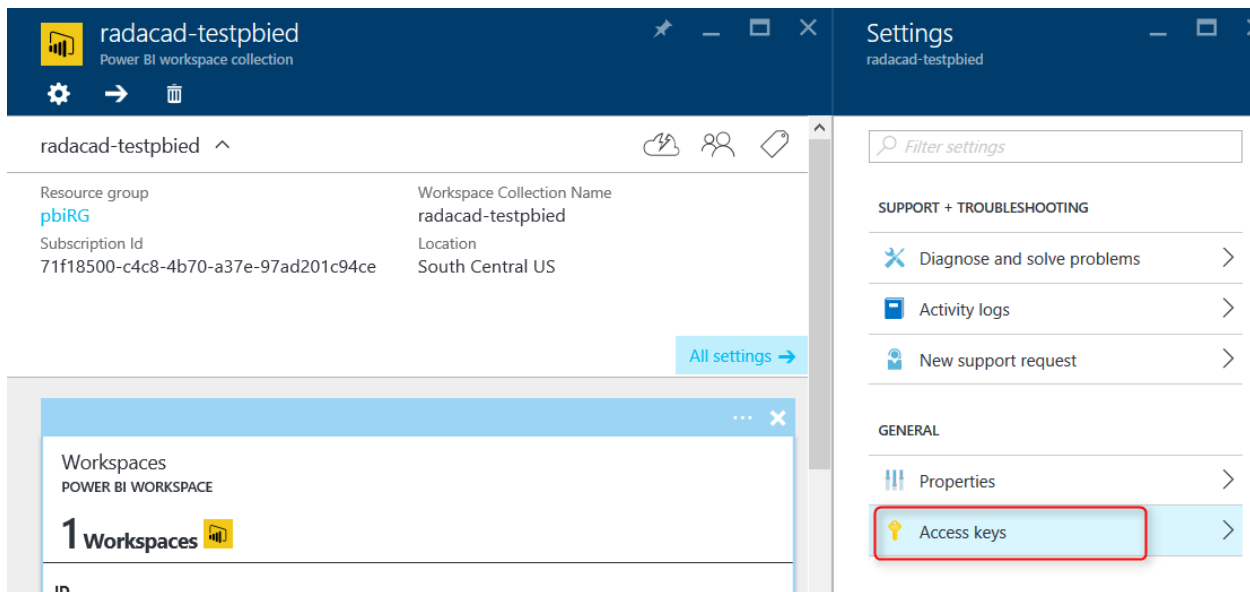 radacad-testpbied
Power BI workspace collection
radacad-testpbied
Resource group
pbiRG
Subscription Id
71f18500-c4c8-4b70-a37e-97ad201c94ce
Workspace Collection Name
radacad-testpbied
Location
South Central US
All settings
Workspaces
POWER BI WORKSPACE
1 Workspaces
ID
Settings
radacad-testpbied
Filter settings
SUPPORT + TROUBLESHOOTING
Diagnose and solve problems
Activity logs
New support request
GENERAL
Properties
Access keys